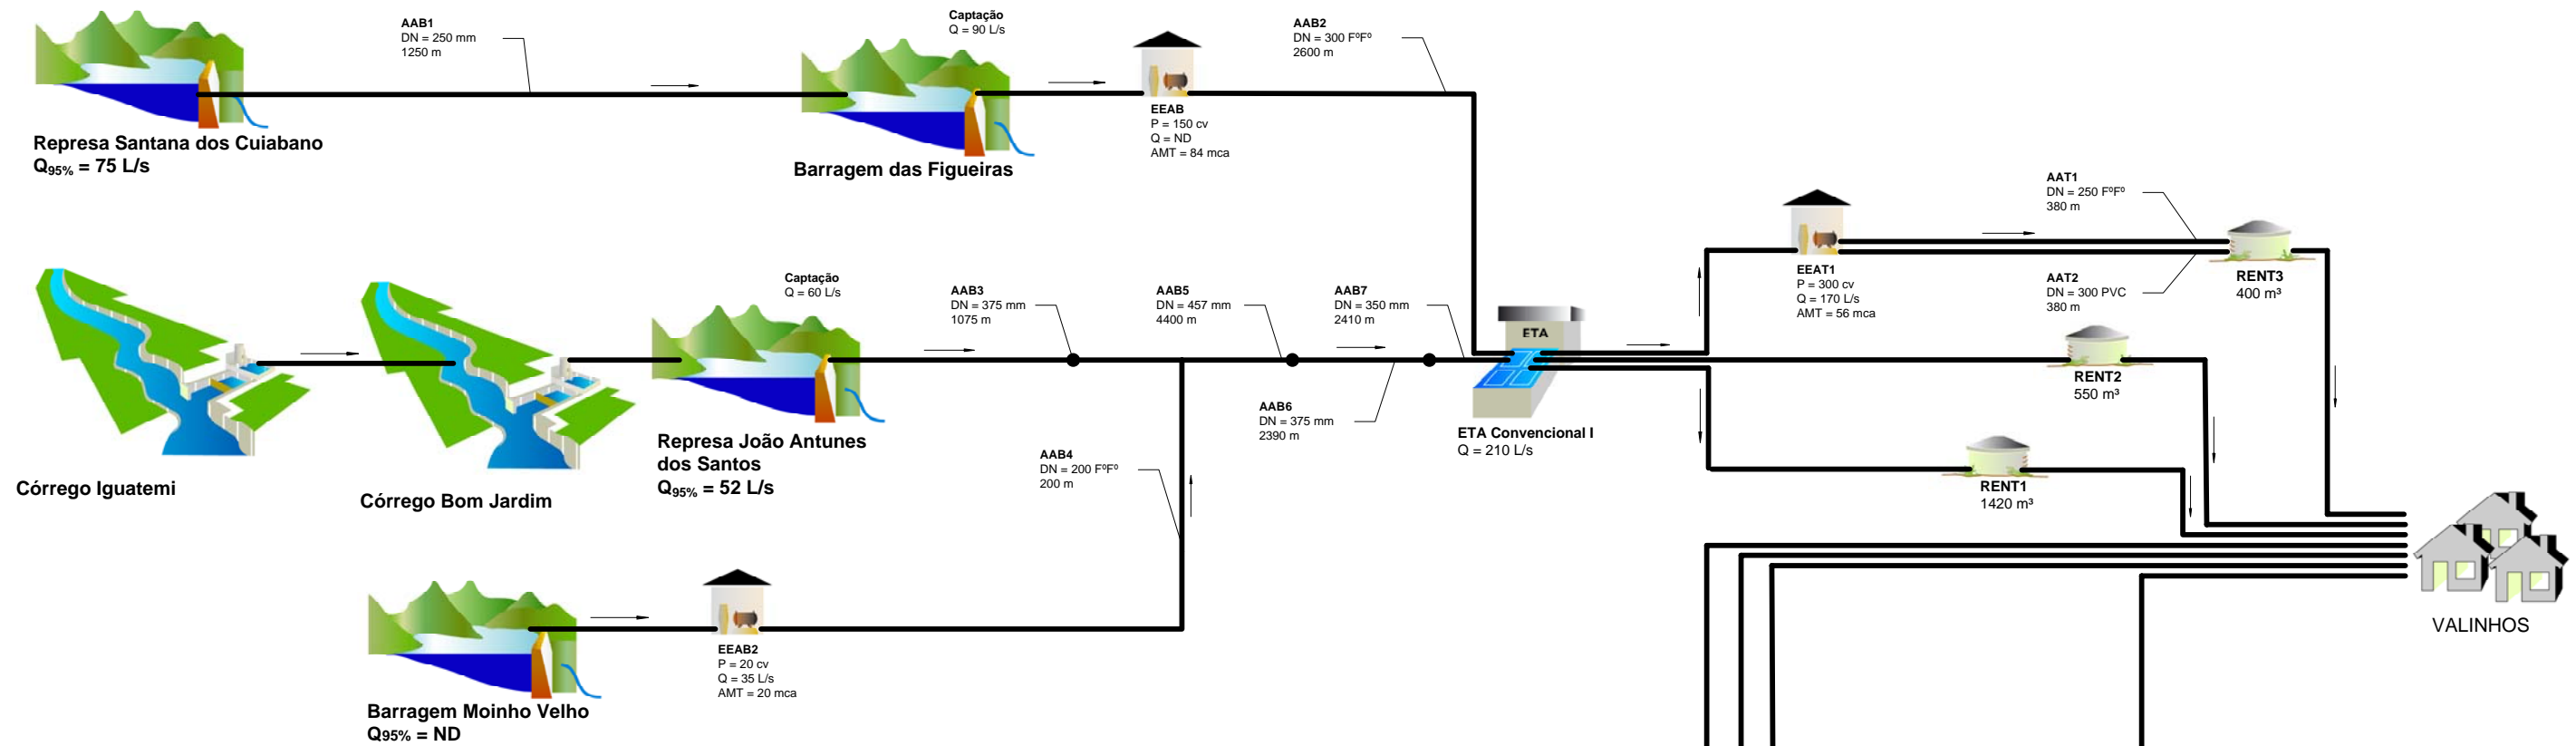 AAB1
DN = 250 mm
1250 m
Captação
Q = 90 L/s
AAB2
DN = 300 FºFº
2600 m
Represa Santana dos Cuiabano
Q95% = 75 L/s
Barragem das Figueiras
EEAB
P = 150 cv
Q = ND
AMT = 84 mca
AAT1
DN = 250 FºFº
380 m
EEAT1
P = 300 cv
Q = 170 L/s
AMT = 56 mca
AAT2
DN = 300 PVC
380 m
RENT3
400 m³
Captação
Q = 60 L/s
AAB3
DN = 375 mm
1075 m
AAB5
DN = 457 mm
4400 m
AAB7
DN = 350 mm
2410 m
ETA
RENT2
550 m³
Córrego Iguatemi
Córrego Bom Jardim
Represa João Antunes
dos Santos
Q95% = 52 L/s
AAB6
DN = 375 mm
2390 m
ETA Convencional I
Q = 210 L/s
AAB4
DN = 200 FºFº
200 m
RENT1
1420 m³
VALINHOS
EEAB2
P = 20 cv
Q = 35 L/s
AMT = 20 mca
Barragem Moinho Velho
Q95% = ND